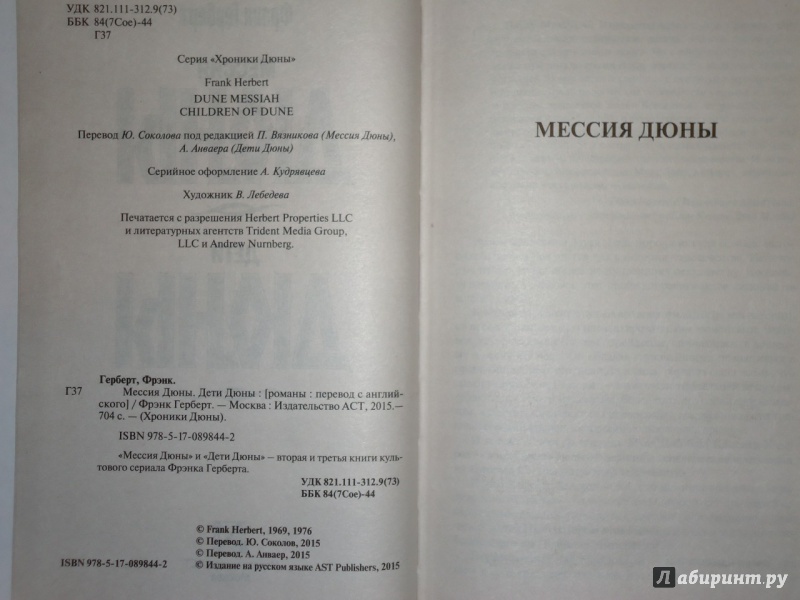 УДК 821.111-312.9(73)
ББК 84(7Сое)-44
Г37
Серия «Хроники Дюны»
Frank Herbert
DUNE MESSIAH
CHILDREN OF DUNE
Перевод Ю. Соколова под редакцией П. Вязникова (Мессия Дюны),
А. Анваера (Дети Дюны)
Серийное оформление А. Кудрявцева
Художник В. Лебедева
Печатается с разрешения Herbert Properties LLC
и литературных агентств Trident Media Group,
LLC и Andrew Nurnberg.
Герберт, Фрэнк.
Г37 Мессия Дюны. Дети Дюны : [романы : перевод с англий-
ского] / Фрэнк Герберт. — Москва : Издательство АСТ, 2015.—
704 с. — (Хроники Дюны).
ISBN 978-5-17-089844-2
«Мессия Дюны» и «Дети Дюны» – вторая и третья книги куль-
тового сериала Фрэнка Герберта.
УДК 821.111-312.9(73)
ББК 84(7Сое)-44
© Frank Herbert, 1969, 1976
© Перевод. Ю. Соколов, 2015
© Перевод. А. Анваер, 2015
ISBN 978-5-17-089844-2 © Издание на русском языке AST Publishers, 2015
МЕССИЯ ДЮНЫ
Лабиринт.ру